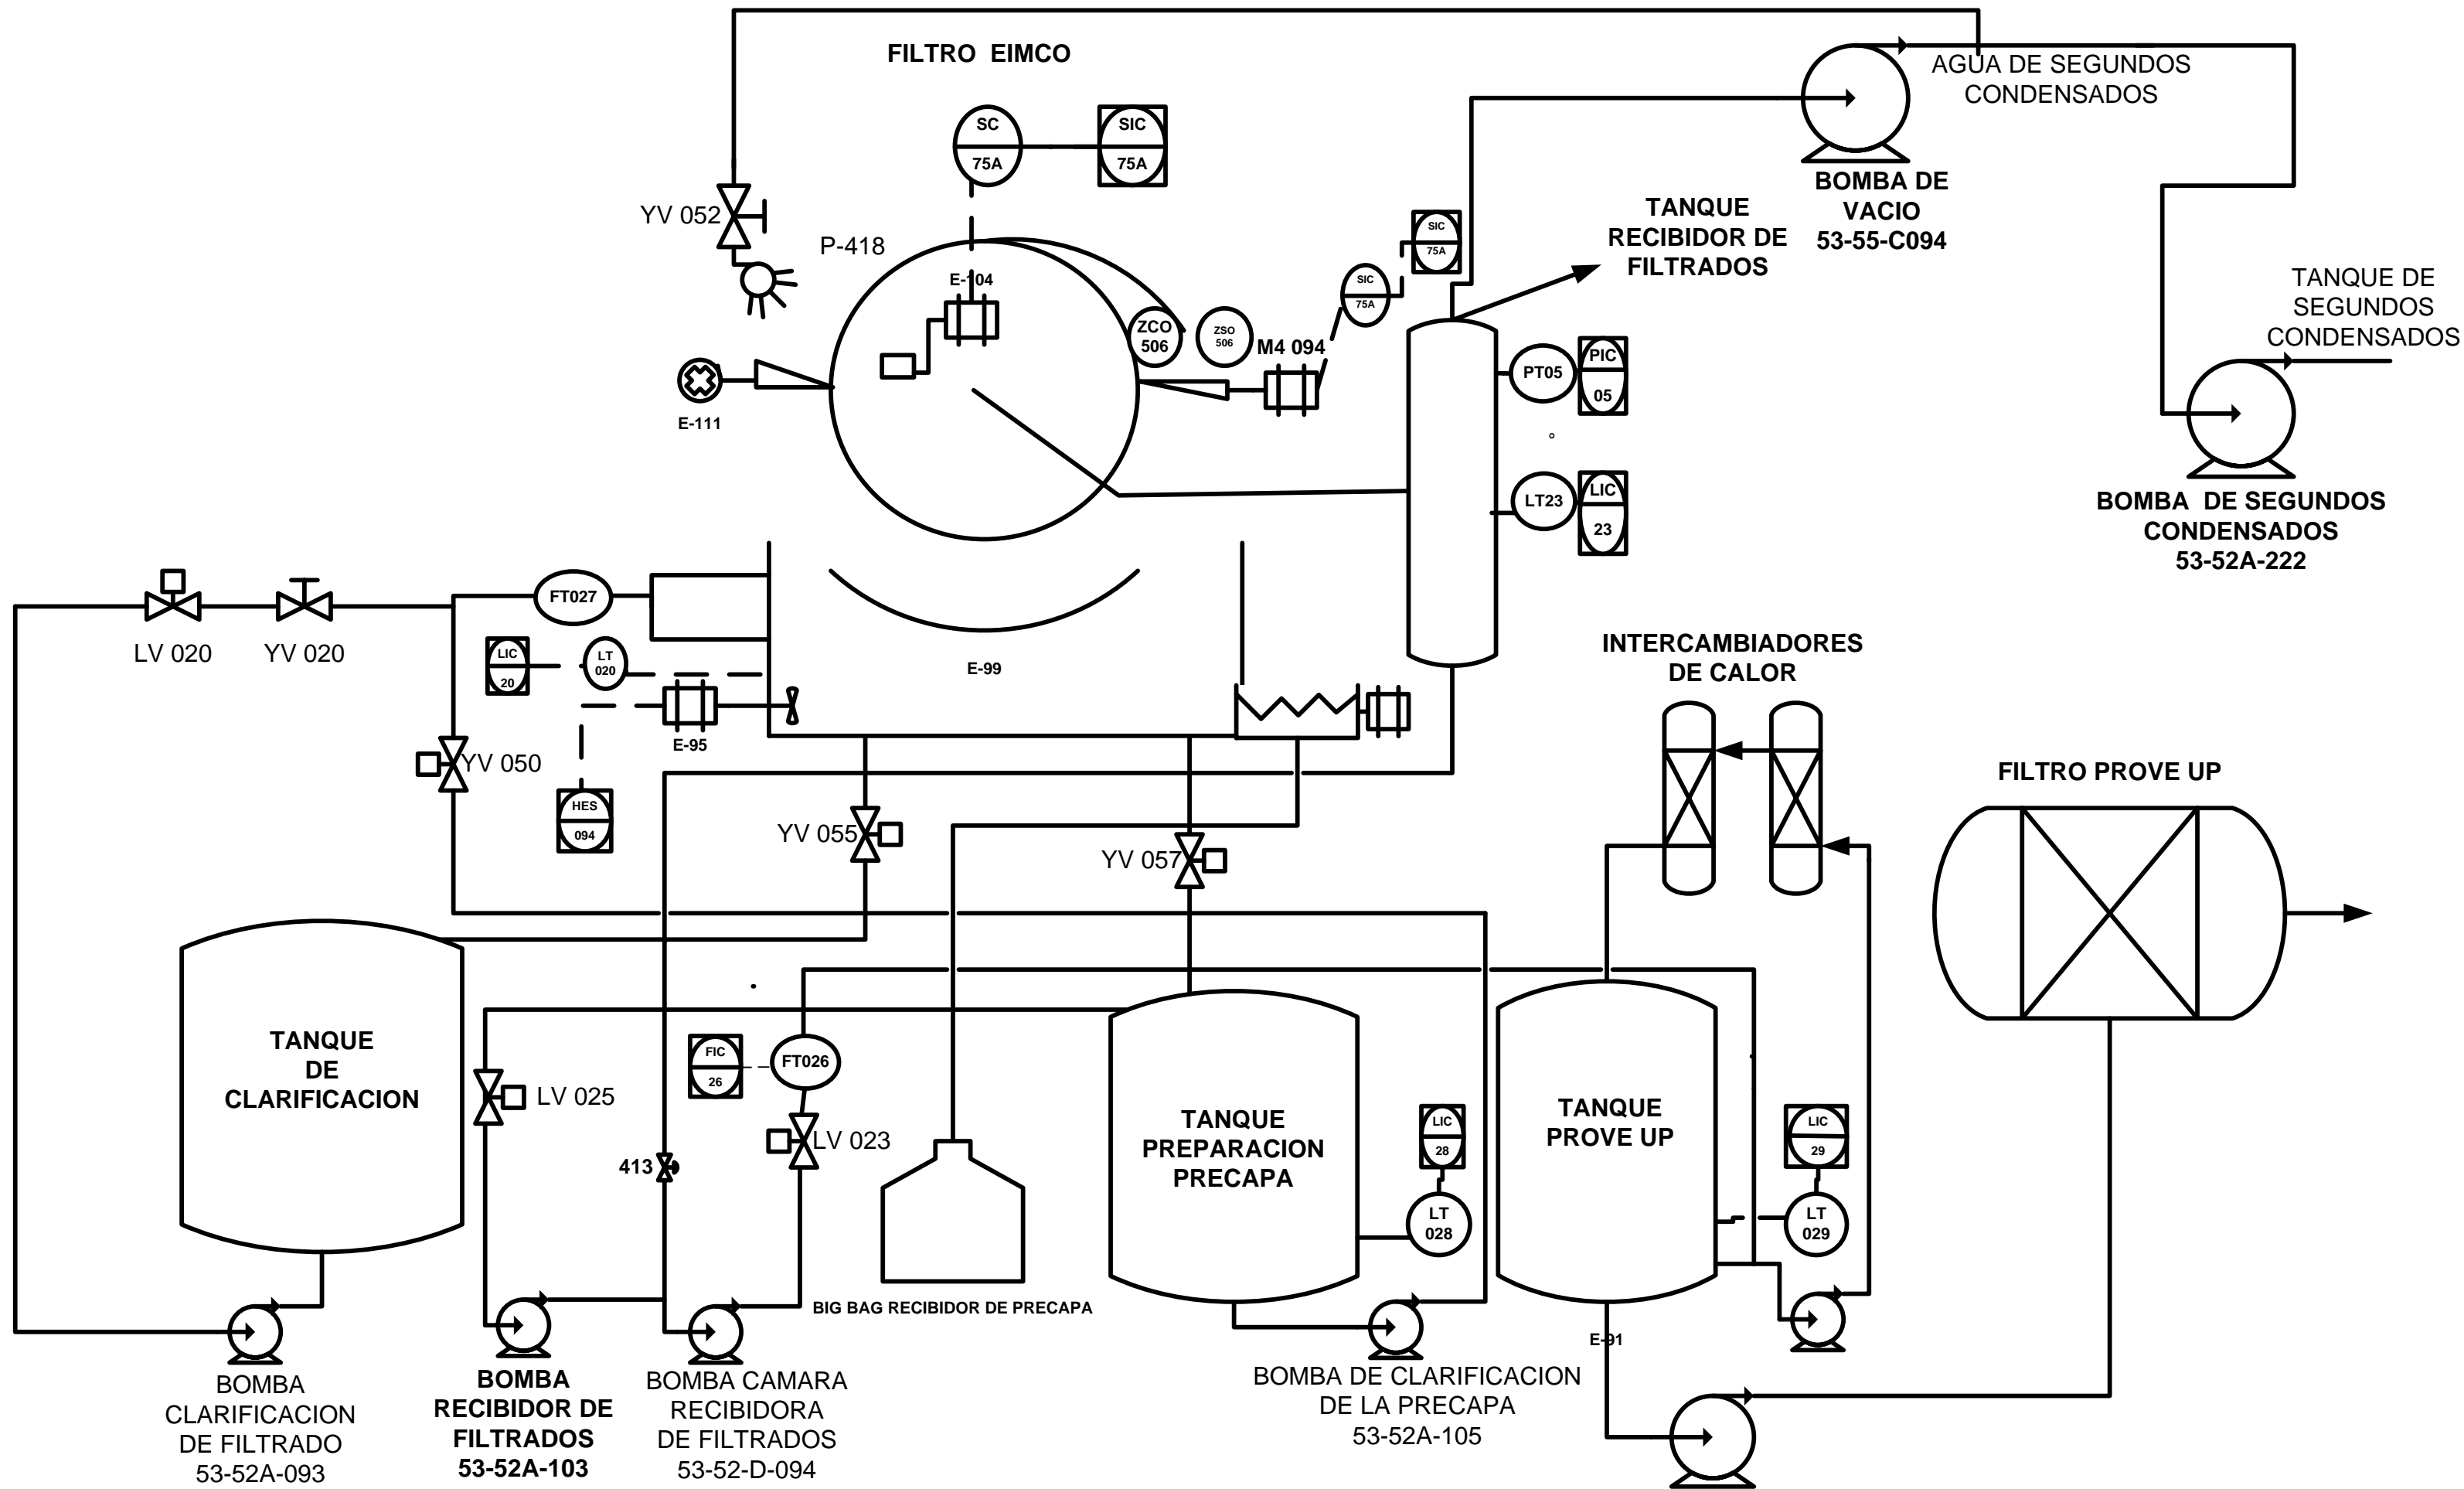 FILTRO EIMCO
AGUA DE SEGUNDOS
CONDENSADOS
SC
75A
SIC
75A
BOMBA DE
VACIO
53-55-C094
YV 052
P-418
TANQUE
RECIBIDOR DE
FILTRADOS
SIC
75A
SIC
75A
E-104
TANQUE DE
SEGUNDOS
CONDENSADOS
ZCO
506
ZSO
506
M4 094
PT05
PIC
05
E-111
LT23
LIC
23
BOMBA DE SEGUNDOS
CONDENSADOS
53-52A-222
FT027
LV 020
YV 020
LIC
20
LT
020
E-99
INTERCAMBIADORES
DE CALOR
E-95
YV 050
HES
094
YV 055
YV 057
FILTRO PROVE UP
TANQUE
DE
CLARIFICACION
LV 025
FIC
26
FT026
LV 023
413
TANQUE
PREPARACION
PRECAPA
LIC
28
LT
028
TANQUE
PROVE UP
LIC
29
LT
029
BIG BAG RECIBIDOR DE PRECAPA
E-91
BOMBA
CLARIFICACION
DE FILTRADO
53-52A-093
BOMBA
RECIBIDOR DE
FILTRADOS
53-52A-103
BOMBA CAMARA
RECIBIDORA
DE FILTRADOS
53-52-D-094
BOMBA DE CLARIFICACION
DE LA PRECAPA
53-52A-105